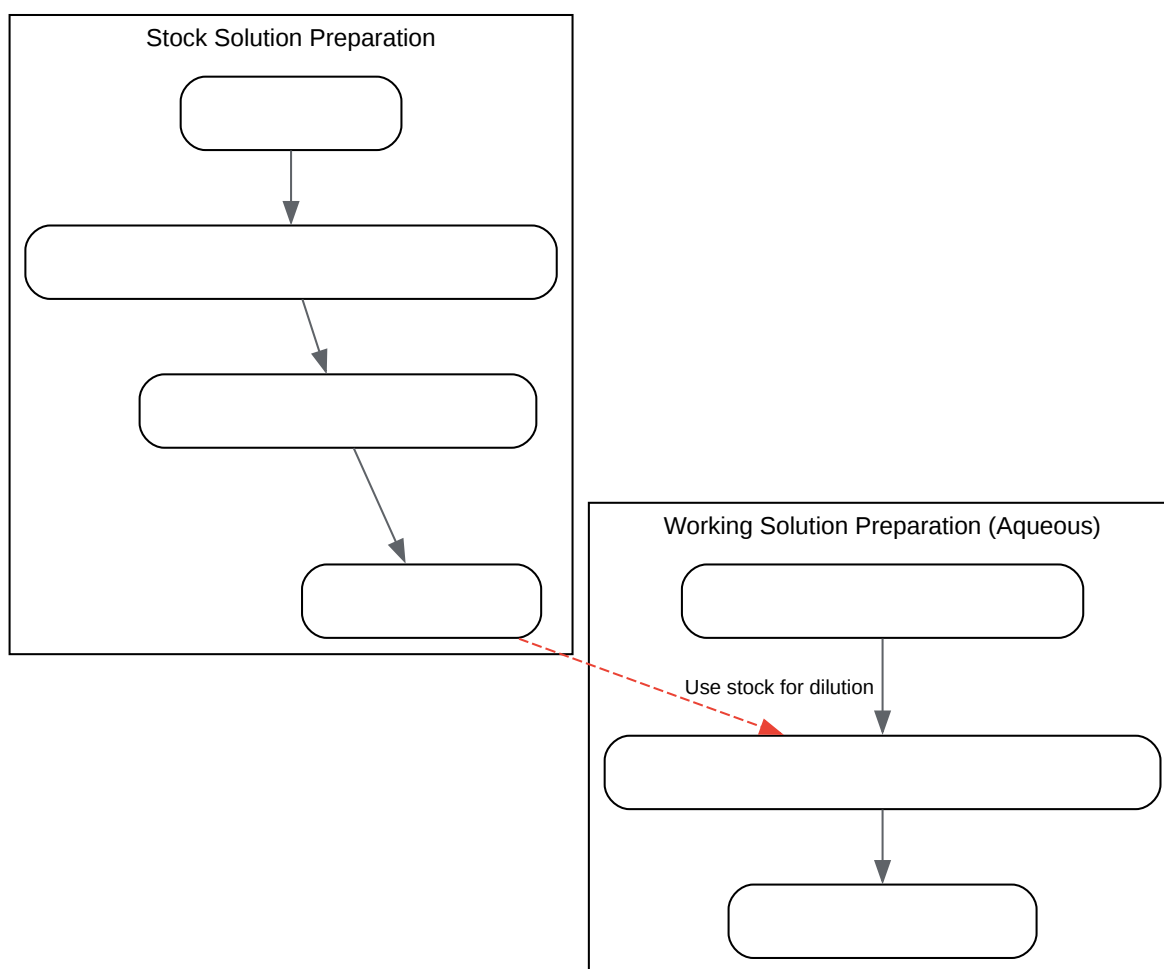 Stock Solution Preparation
Working Solution Preparation (Aqueous)
Use stock for dilution